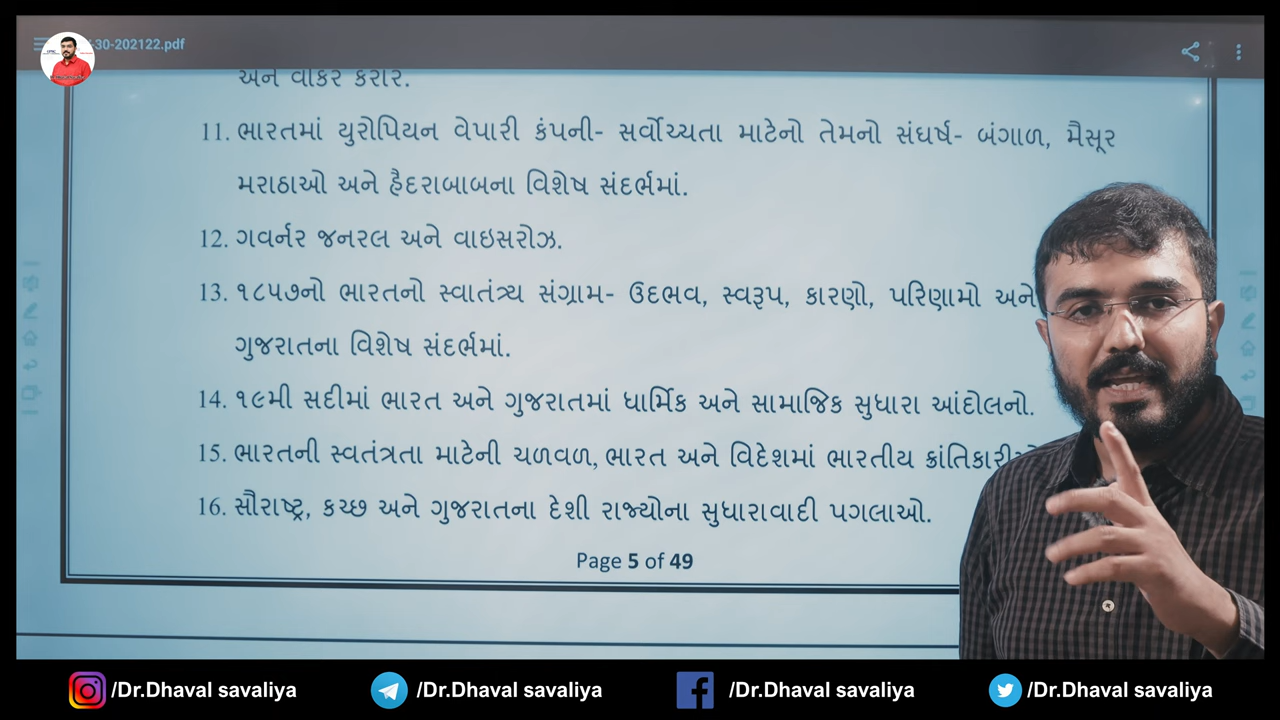 -30-202122.pdf
અને વોકર કરાર.
11. ભારતમાં યુરોપિયન વેપારી કંપની- સર્વોચ્ચતા માટેનો તેમનો સંઘર્ષ- બંગાળ, મૈસૂર
મરાઠાઓ અને હૈદરાબાબના વિશેષ સંદર્ભમાં.
12. ગવર્નર જનરલ અને વાઇસરોઝ.
13. ૧૮૫૭નો ભારતનો સ્વાતંત્ર્ય સંગ્રામ- ઉદભવ, સ્વરૂપ, કારણો, પરિણામો અને
ગુજરાતના વિશેષ સંદર્ભમાં.
14. ૧૯મી સદીમાં ભારત અને ગુજરાતમાં ધાર્મિક અને સામાજિક સુધારા આંદોલનો.
15. ભારતની સ્વતંત્રતા માટેની ચળવળ, ભારત અને વિદેશમાં ભારતીય
16. સૌરાષ્ટ્ર, કચ્છ અને ગુજરાતના દેશી રાજ્યોના સુધારાવાદી પગલાઓ.
Page 5 of 49
/Dr.Dhaval savaliya /Dr.Dhaval savaliya /Dr.Dhaval savaliya /Dr.Dhaval savaliya